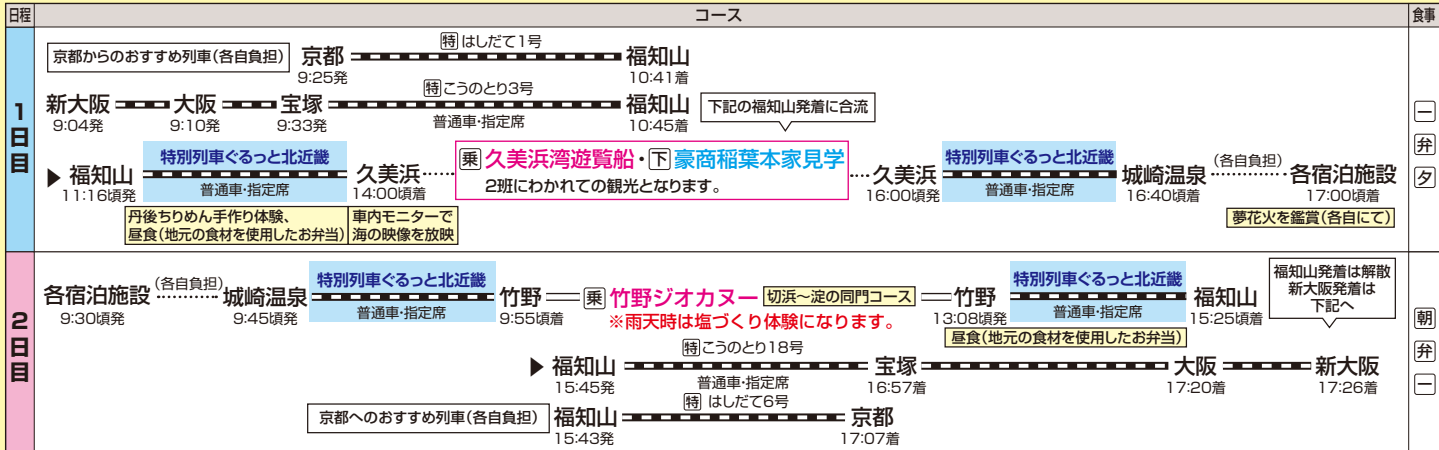 日程 コース 食事
1日目
京都からのおすすめ列車(各自負担) 京都 特 はしだて1号 福知山
9:25発 10:41着
新大阪 大阪 宝塚 特 こうのとり3号 福知山 下記の福知山発着に合流
9:04発 9:10発 9:33発 普通車・指定席 10:45着
▶ 福知山 特別列車ぐるっと北近畿 久美浜 乗 久美浜湾遊覧船・下 豪商稲葉本家見学 久美浜 特別列車ぐるっと北近畿 城崎温泉 (各自負担) 各宿泊施設
11:16頃発 普通車・指定席 14:00頃着 2班にわかれての観光となります。 16:00頃発 普通車・指定席 16:40頃着 17:00頃着
丹後ちりめん手作り体験、 車内モニターで 夢花火を鑑賞(各自にて)
昼食(地元の食材を使用したお弁当) 海の映像を放映
一
弁
夕
2日目
各宿泊施設 (各自負担) 城崎温泉 特別列車ぐるっと北近畿 竹野 乗 竹野ジオカヌー 切浜〜淀の洞門コース 竹野 特別列車ぐるっと北近畿 福知山
9:30頃発 9:45頃発 普通車・指定席 9:55頃着 ※雨天時は塩づくり体験になります。 13:08頃発 普通車・指定席 15:25頃着
昼食(地元の食材を使用したお弁当)
福知山発着は解散
新大阪発着は
下記へ
▶ 福知山 特 こうのとり18号 宝塚 大阪 新大阪
15:45発 普通車・指定席 16:57着 17:20着 17:26着
京都へのおすすめ列車(各自負担) 福知山 特 はしだて6号 京都
15:43発 17:07着
朝
弁
一